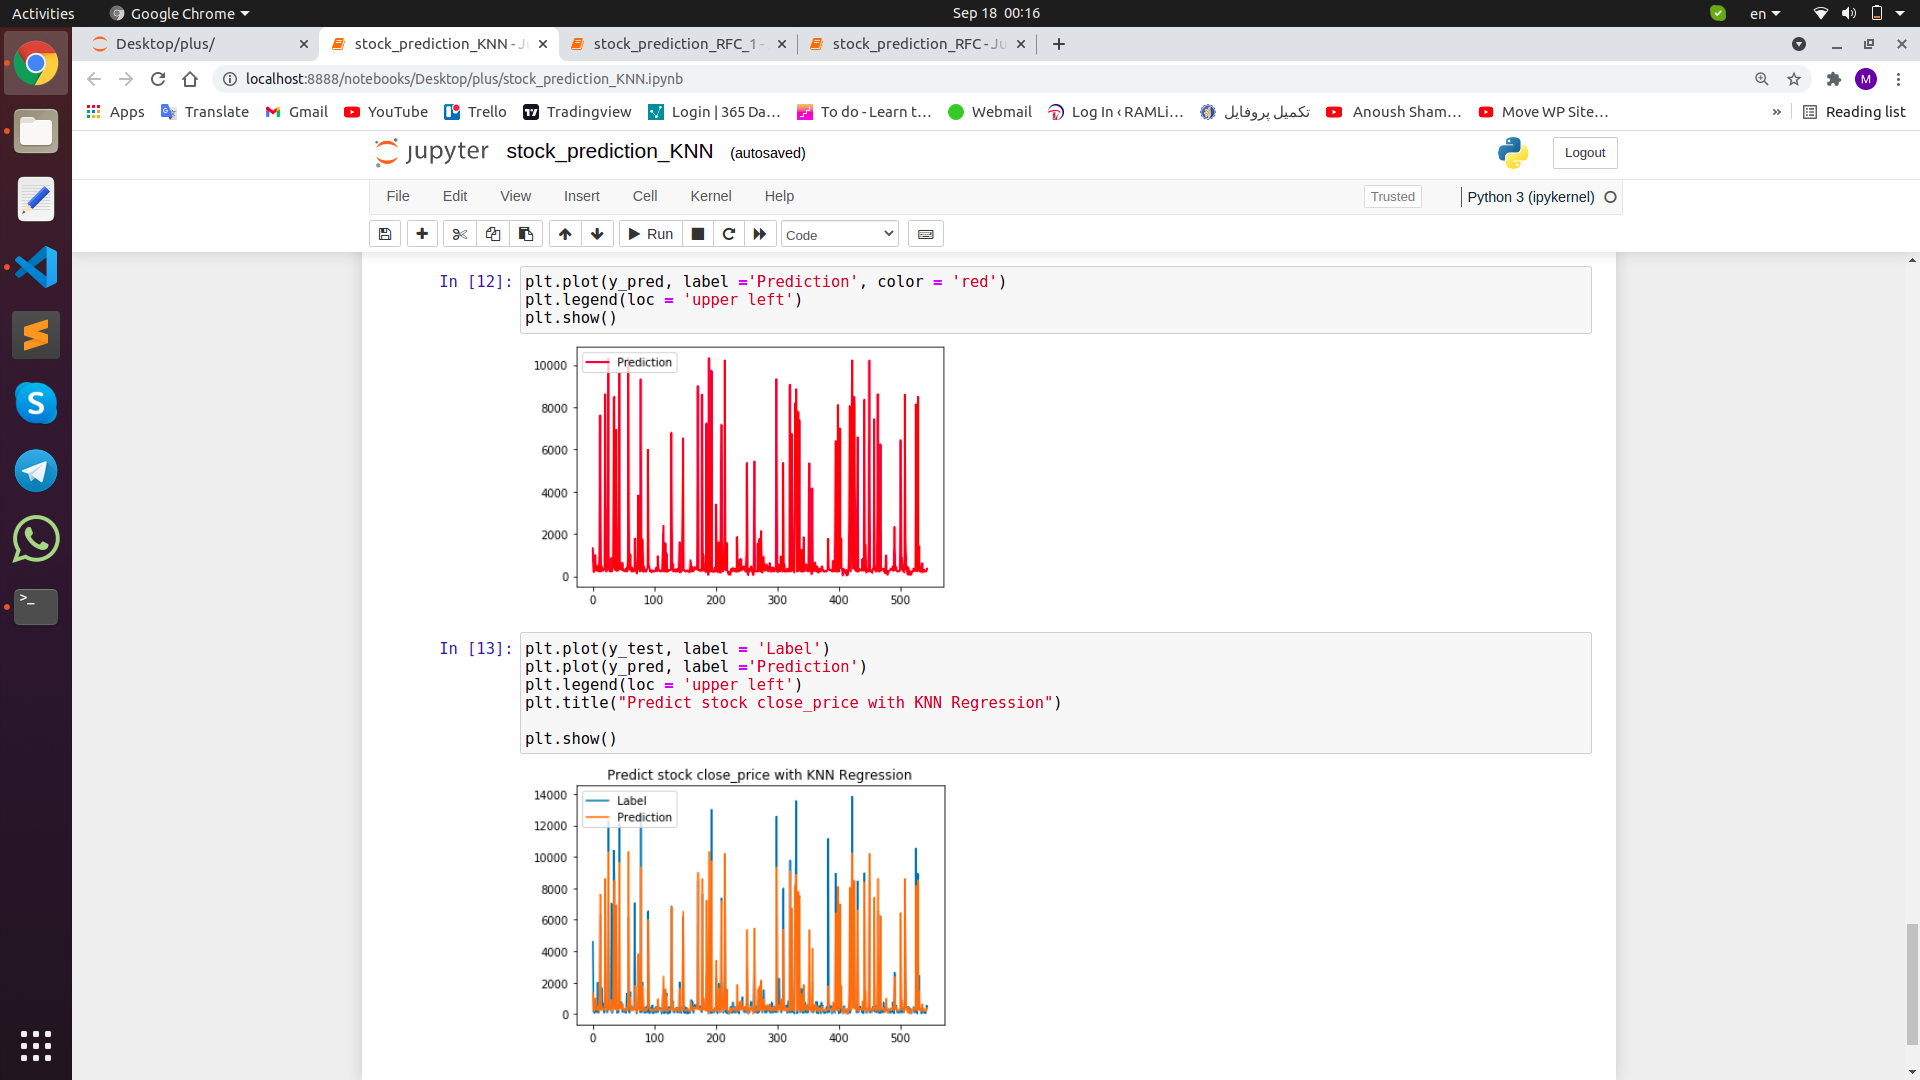 Activities
Google Chrome
Sep 18 00:16
en
Desktop/plus/
stock_prediction_KNN - Ju
stock_prediction_RFC_1 -
stock_prediction_RFC - Ju
localhost:8888/notebooks/Desktop/plus/stock_prediction_KNN.ipynb
M
Apps
Translate
Gmail
YouTube
Trello
Tradingview
Login | 365 Da…
To do - Learn t…
Webmail
Log In ‹ RAMLi…
تکمیل پروفایل
Anoush Sham…
Move WP Site…
»
Reading list
jupyter
stock_prediction_KNN
(autosaved)
Logout
File
Edit
View
Insert
Cell
Kernel
Help
Trusted
Python 3 (ipykernel)
Run
Code
In [12]:
plt.plot(y_pred, label ='Prediction', color = 'red')
plt.legend(loc = 'upper left')
plt.show()
Prediction
10000
8000
6000
4000
2000
0
0 100 200 300 400 500
In [13]:
plt.plot(y_test, label = 'Label')
plt.plot(y_pred, label ='Prediction')
plt.legend(loc = 'upper left')
plt.title("Predict stock close_price with KNN Regression")
plt.show()
Predict stock close_price with KNN Regression
Label
Prediction
14000
12000
10000
8000
6000
4000
2000
0
0 100 200 300 400 500